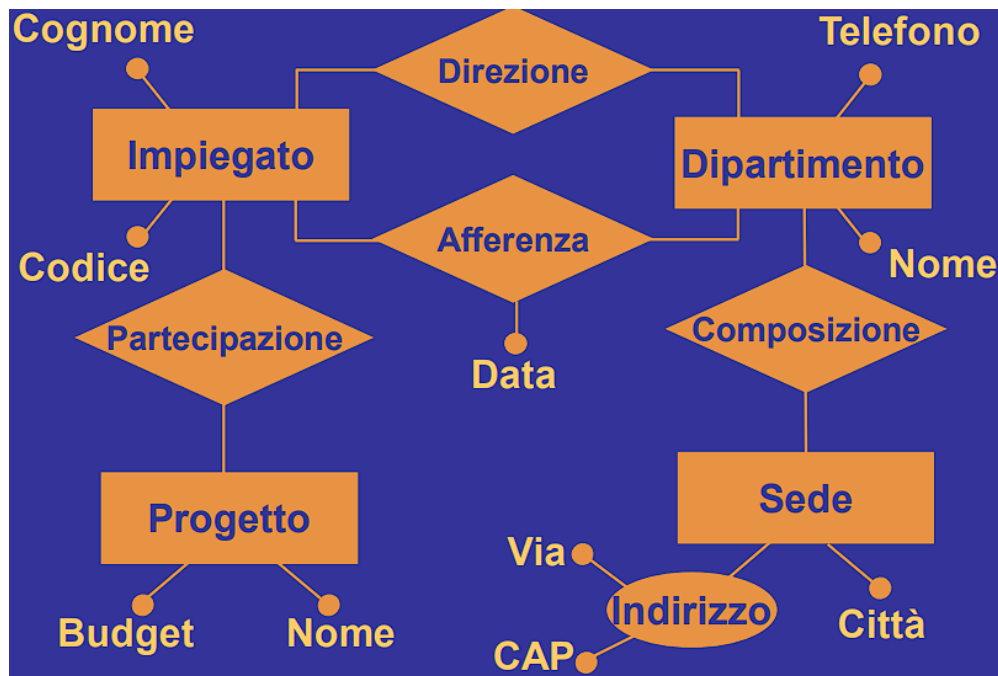 Cognome
Telefono
Direzione
Impiegato
Dipartimento
Afferenza
Codice
Nome
Partecipazione
Composizione
Data
Progetto
Sede
Via
Indirizzo
Budget
Nome
Città
CAP